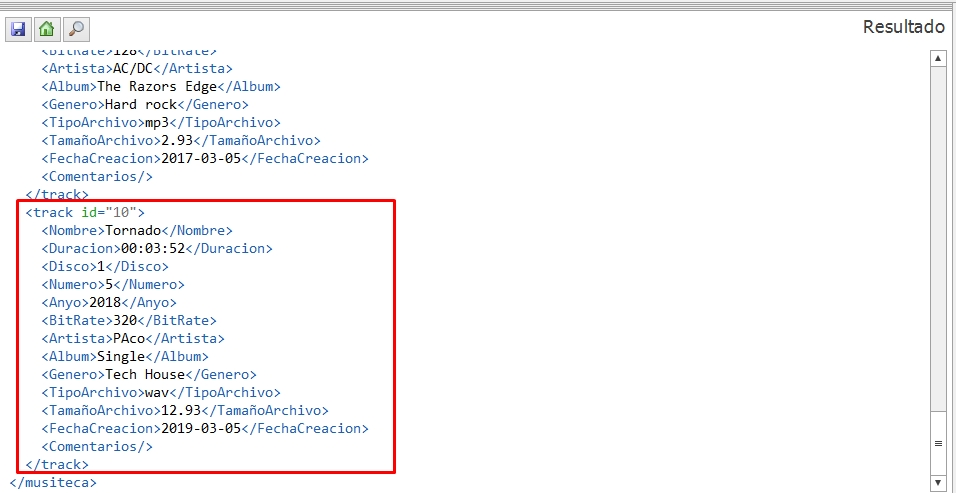 Resultado
<BitRate>128</BitRate>
<Artista>AC/DC</Artista>
<Album>The Razors Edge</Album>
<Genero>Hard rock</Genero>
<TipoArchivo>mp3</TipoArchivo>
<TamañoArchivo>2.93</TamañoArchivo>
<FechaCreacion>2017-03-05</FechaCreacion>
<Comentarios/>
</track>
<track id="10">
<Nombre>Tornado</Nombre>
<Duracion>00:03:52</Duracion>
<Disco>1</Disco>
<Numero>5</Numero>
<Anyo>2018</Anyo>
<BitRate>320</BitRate>
<Artista>PAco</Artista>
<Album>Single</Album>
<Genero>Tech House</Genero>
<TipoArchivo>wav</TipoArchivo>
<TamañoArchivo>12.93</TamañoArchivo>
<FechaCreacion>2019-03-05</FechaCreacion>
<Comentarios/>
</track>
</musiteca>